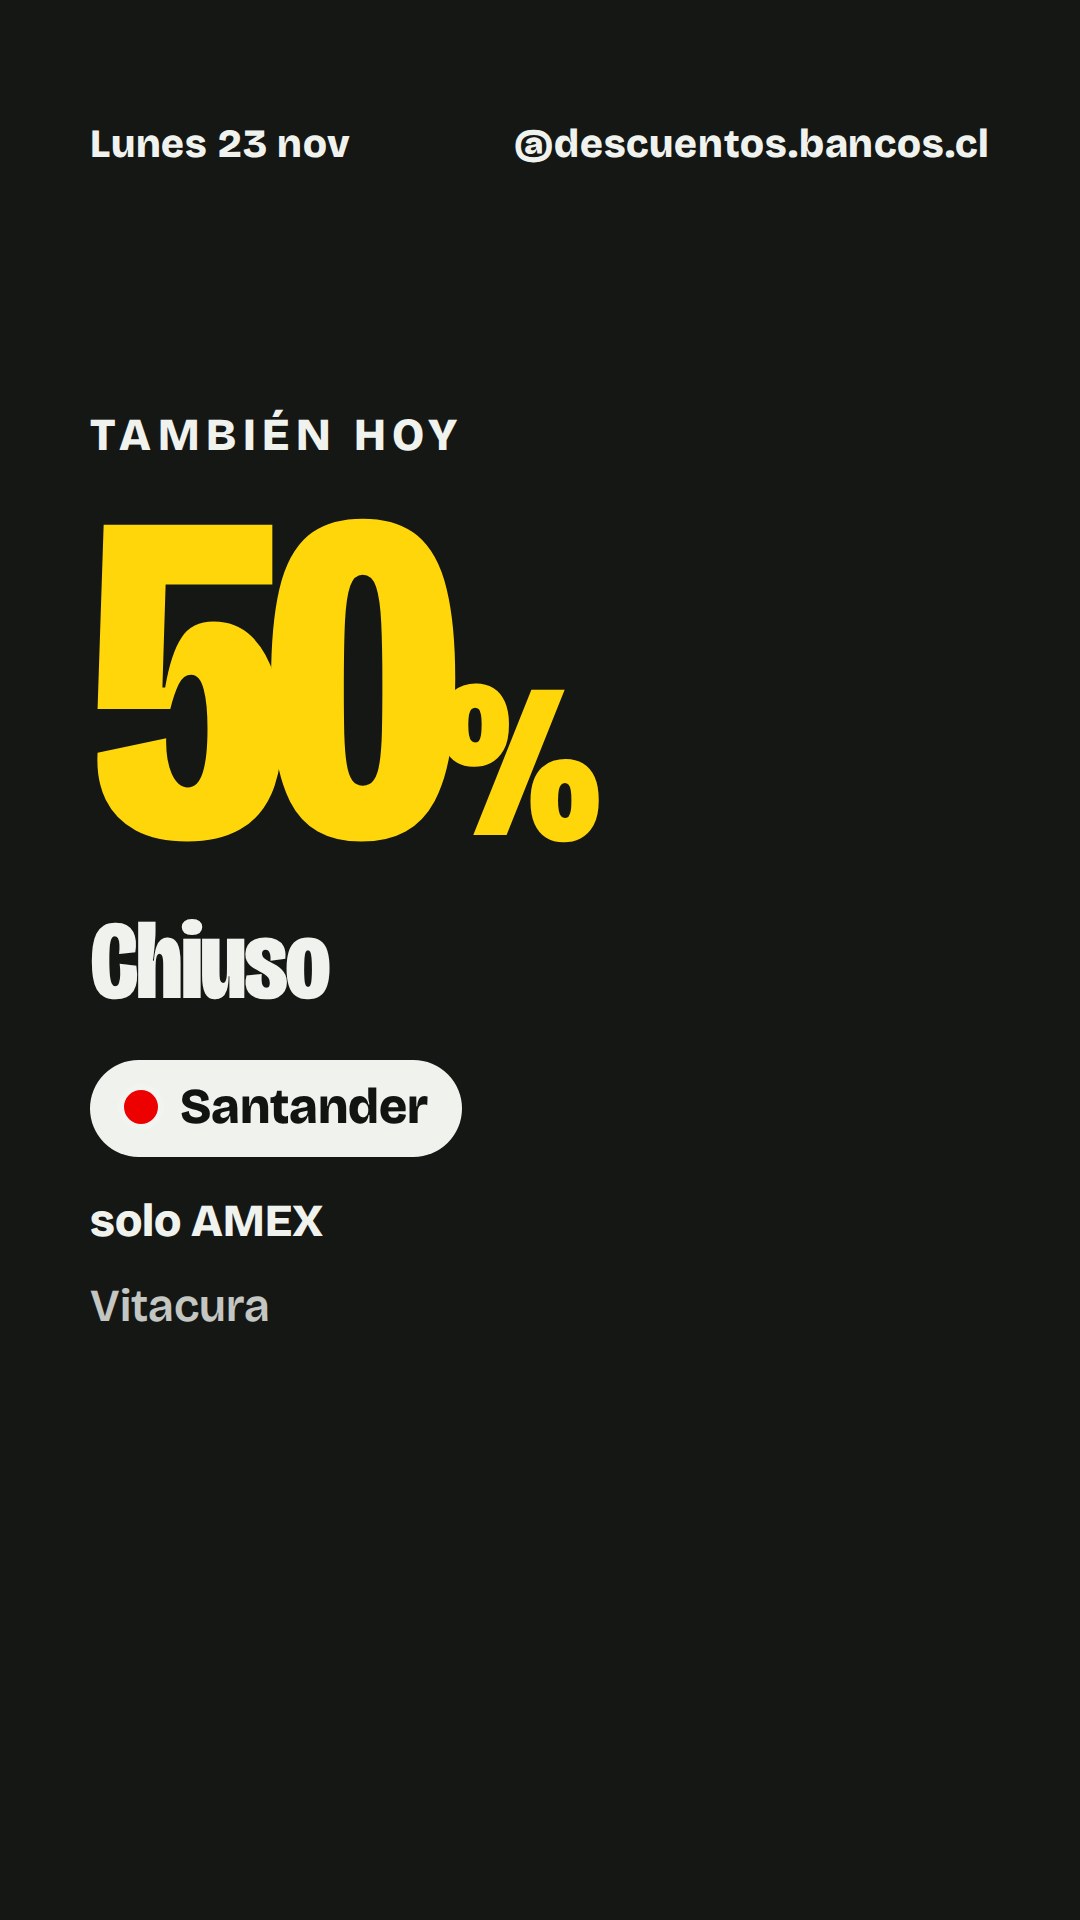 Lunes 23 nov
@descuentos.bancos.cl
TAMBIÉN HOY
50%
Chiuso
Santander
solo AMEX
Vitacura